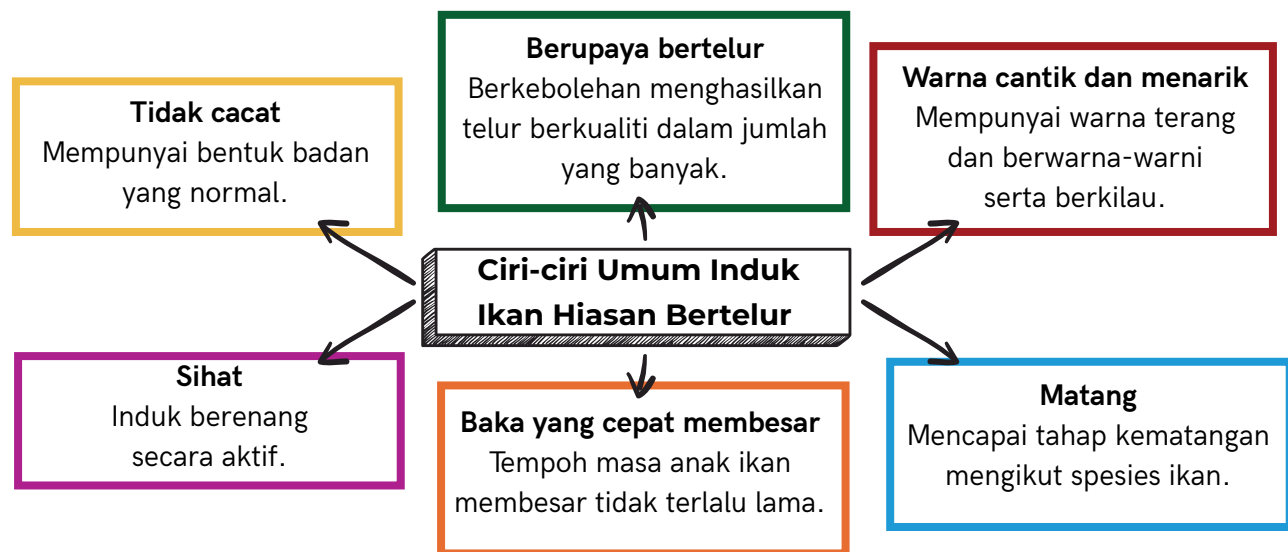 Berupaya bertelur
Berkebolehan menghasilkan
telur berkualiti dalam jumlah
yang banyak.
Tidak cacat
Mempunyai bentuk badan
yang normal.
Warna cantik dan menarik
Mempunyai warna terang
dan berwarna-warni
serta berkilau.
Ciri-ciri Umum Induk
Ikan Hiasan Bertelur
Sihat
Induk berenang
secara aktif.
Baka yang cepat membesar
Tempoh masa anak ikan
membesar tidak terlalu lama.
Matang
Mencapai tahap kematangan
mengikut spesies ikan.